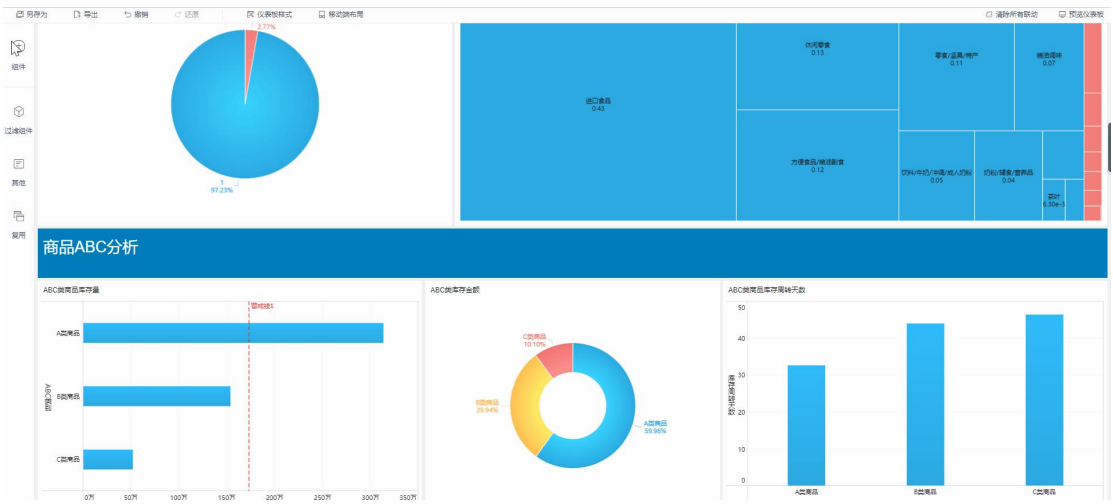 另存为
导出
撤销
还原
仪表板样式
移动端布局
清除所有联动
预览仪表板
组件
过滤组件
其他
复用
2.77%
1
97.23%
进口食品
0.43
休闲零食
0.13
方便食品/粮油副食
0.12
零食/坚果/特产
0.11
粮油调味
0.07
饮料/牛奶/冲调/成人奶粉
0.05
奶粉/辅食/营养品
0.04
茶叶
6.30e-3
商品ABC分析
ABC类商品库存量
警戒线1
A类商品
B类商品
C类商品
0万
50万
100万
150万
200万
250万
300万
350万
ABC类库存金额
C类商品
10.10%
B类商品
29.94%
A类商品
59.96%
ABC类商品库存周转天数
库存周转天数
50
40
30
20
10
0
A类商品
B类商品
C类商品